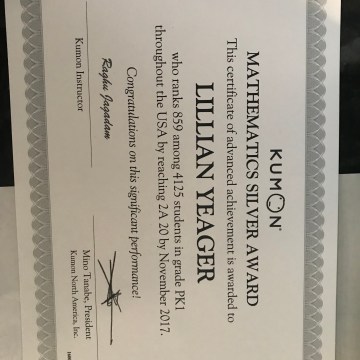 KUMON
MATHEMATICS SILVER AWARD
This certificate of advanced achievement is awarded to
LILLIAN YEAGER
who ranks 859 among 4125 students in grade PK1
throughout the USA by reaching 2A 20 by November 2017.
Congratulations on this significant performance!
Raghu Jagadam
Kumon Instructor
Mino Tanabe, President
Kumon North America, Inc.